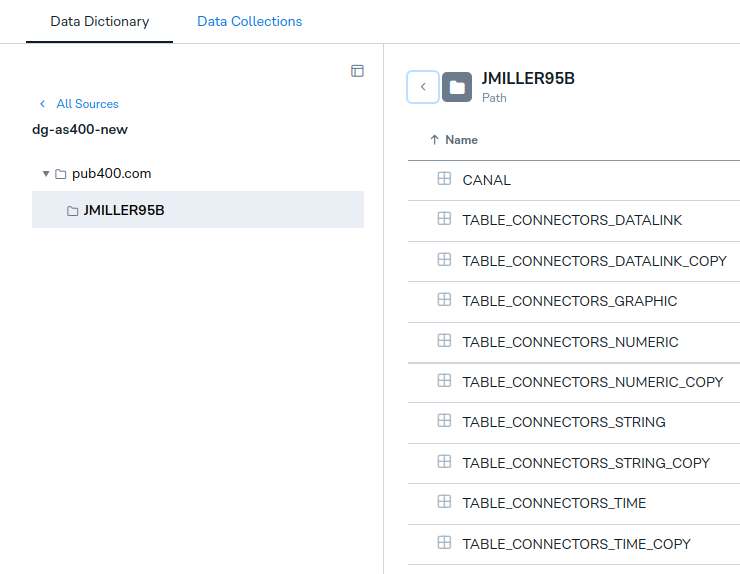 Data Dictionary
Data Collections
All Sources
dg-as400-new
pub400.com
JMILLER95B
JMILLER95B
Path
Name
CANAL
TABLE_CONNECTORS_DATALINK
TABLE_CONNECTORS_DATALINK_COPY
TABLE_CONNECTORS_GRAPHIC
TABLE_CONNECTORS_NUMERIC
TABLE_CONNECTORS_NUMERIC_COPY
TABLE_CONNECTORS_STRING
TABLE_CONNECTORS_STRING_COPY
TABLE_CONNECTORS_TIME
TABLE_CONNECTORS_TIME_COPY